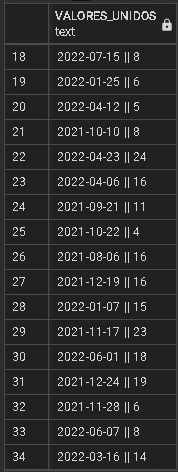 VALORES_UNIDOS
text
18 2022-07-15 || 8
19 2022-01-25 || 6
20 2022-04-12 || 5
21 2021-10-10 || 8
22 2022-04-23 || 24
23 2022-04-06 || 16
24 2021-09-21 || 11
25 2021-10-22 || 4
26 2021-08-06 || 16
27 2021-12-19 || 16
28 2022-01-07 || 15
29 2021-11-17 || 23
30 2022-06-01 || 18
31 2021-12-24 || 19
32 2021-11-28 || 6
33 2022-06-07 || 8
34 2022-03-16 || 14